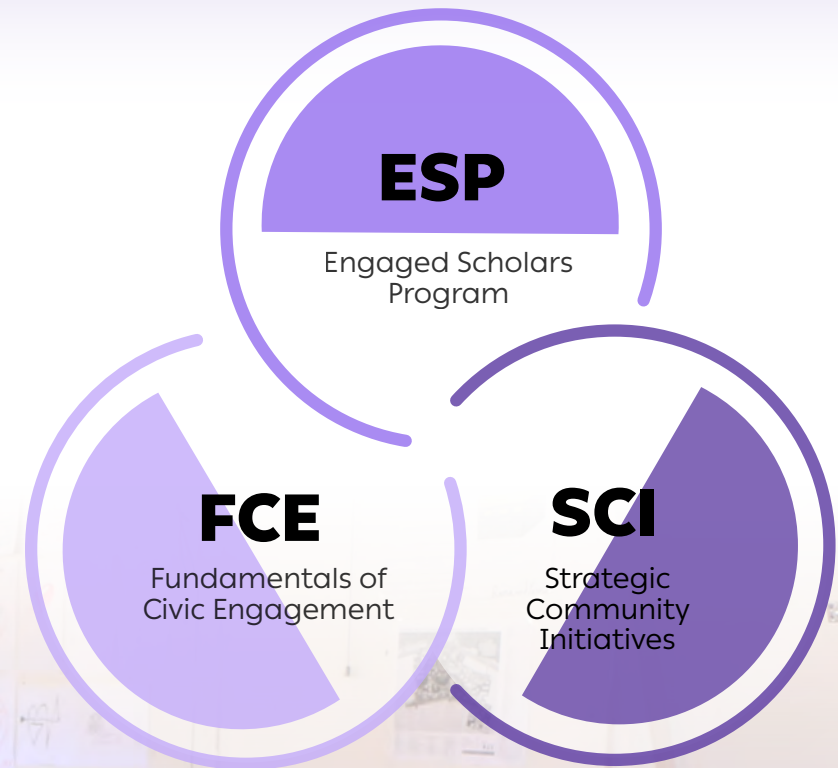 ESP
Engaged Scholars
Program
FCE
Fundamentals of
Civic Engagement
SCI
Strategic
Community
Initiatives